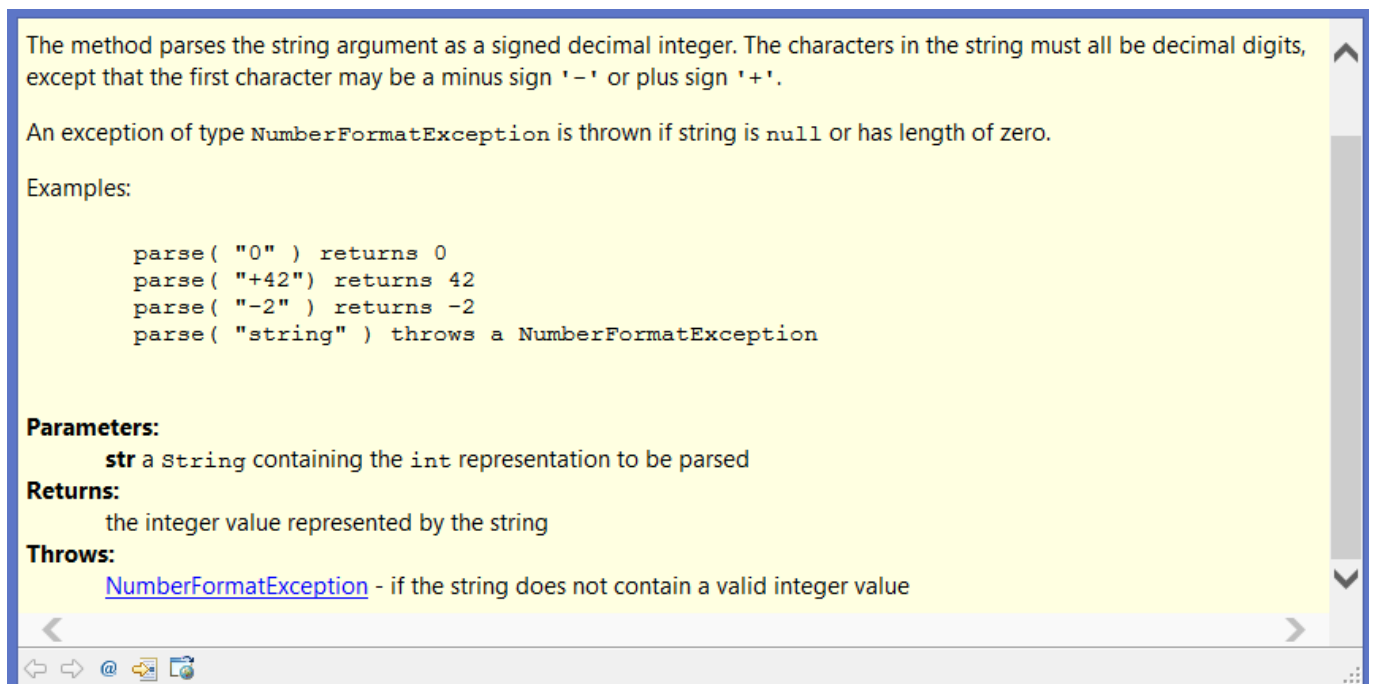 The method parses the string argument as a signed decimal integer. The characters in the string must all be decimal digits,
except that the first character may be a minus sign '-' or plus sign '+'.
An exception of type NumberFormatException is thrown if string is null or has length of zero.
Examples:
parse( "0" ) returns 0
parse( "+42") returns 42
parse( "-2" ) returns -2
parse( "string" ) throws a NumberFormatException
Parameters:
str a String containing the int representation to be parsed
Returns:
the integer value represented by the string
Throws:
NumberFormatException - if the string does not contain a valid integer value
@